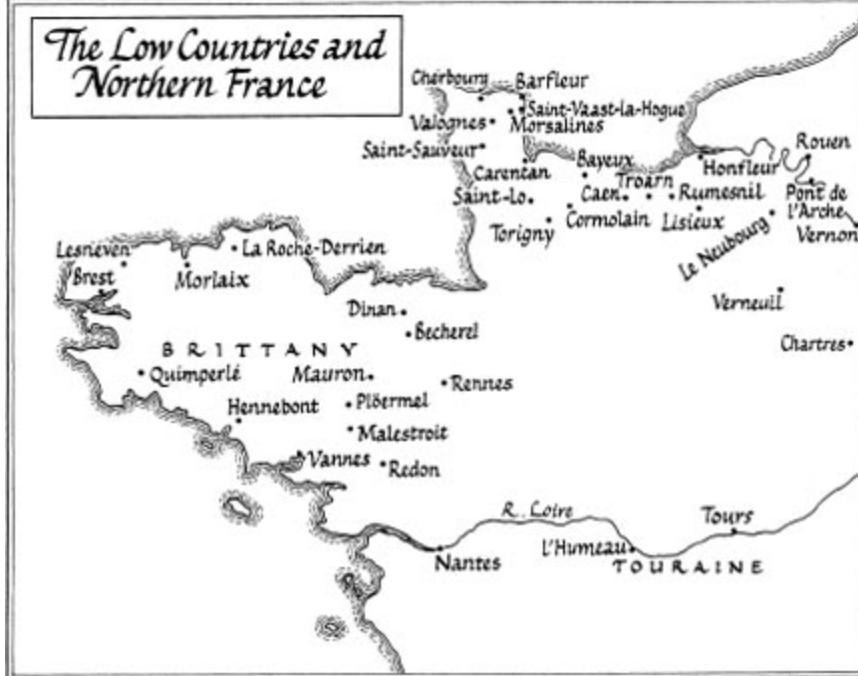 The Low Countries and
Northern France
Cherbourg
Barfleur
Saint-Vaast-la-Hogue
Valognes
Morsalines
Saint-Sauveur
Carentan
Bayeux
Honfleur
Rouen
Troarn
Saint-Lo
Caen
Rumesnil
Pont de
l'Arche
Cormolain
Lisieux
Torigny
Le Neubourg
Vernon
Lesneven
La Roche-Derrien
Brest
Morlaix
Verneuil
Dinan
Becherel
Chartres
BRITTANY
Quimperlé
Mauron
Rennes
Hennebont
Plöermel
Malestroit
Vannes
Redon
R. Loire
Tours
Nantes
L'Humeau
TOURAINE